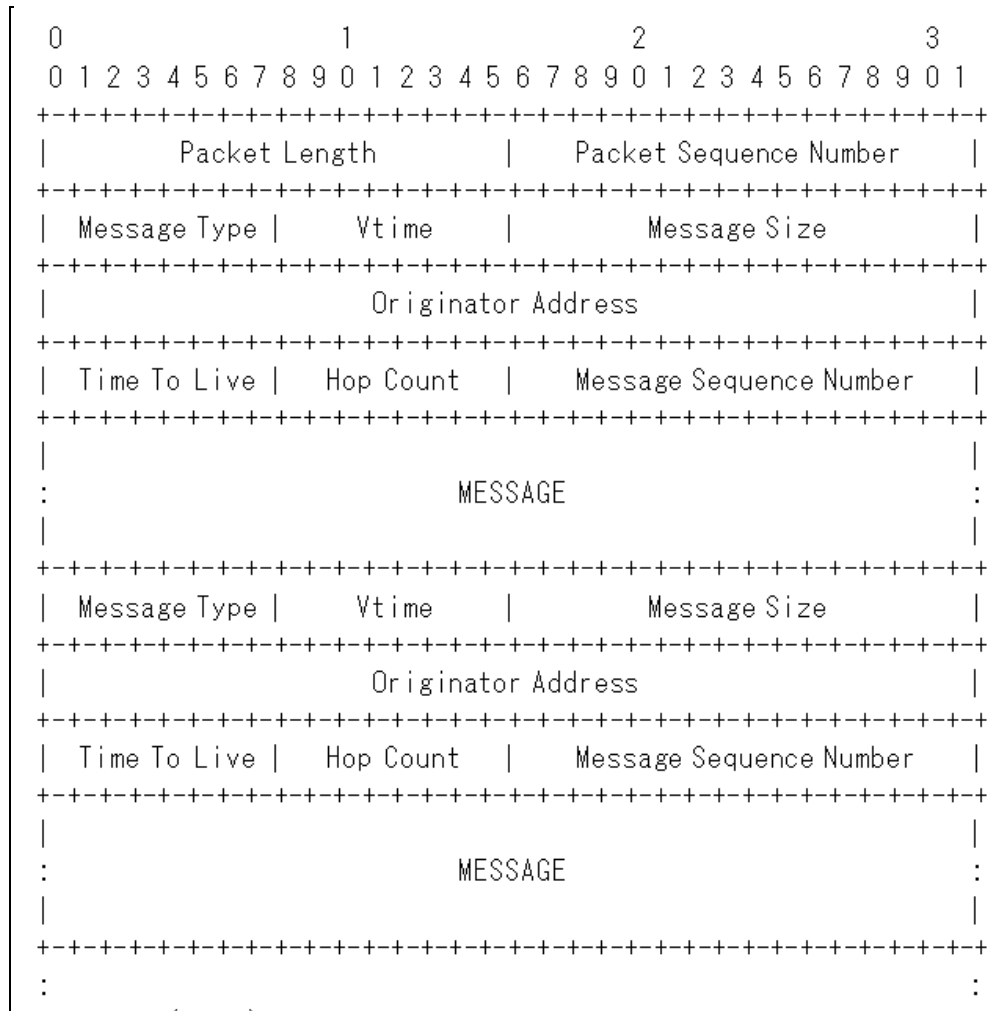 0 1 2 3
0 1 2 3 4 5 6 7 8 9 0 1 2 3 4 5 6 7 8 9 0 1 2 3 4 5 6 7 8 9 0 1
+-+-+-+-+-+-+-+-+-+-+-+-+-+-+-+-+-+-+-+-+-+-+-+-+-+-+-+-+-+-+-+-+
| Packet Length | Packet Sequence Number |
+-+-+-+-+-+-+-+-+-+-+-+-+-+-+-+-+-+-+-+-+-+-+-+-+-+-+-+-+-+-+-+-+
| Message Type | Vtime | Message Size |
+-+-+-+-+-+-+-+-+-+-+-+-+-+-+-+-+-+-+-+-+-+-+-+-+-+-+-+-+-+-+-+-+
| Originator Address |
+-+-+-+-+-+-+-+-+-+-+-+-+-+-+-+-+-+-+-+-+-+-+-+-+-+-+-+-+-+-+-+-+
| Time To Live | Hop Count | Message Sequence Number |
+-+-+-+-+-+-+-+-+-+-+-+-+-+-+-+-+-+-+-+-+-+-+-+-+-+-+-+-+-+-+-+-+
| |
: MESSAGE :
| |
+-+-+-+-+-+-+-+-+-+-+-+-+-+-+-+-+-+-+-+-+-+-+-+-+-+-+-+-+-+-+-+-+
| Message Type | Vtime | Message Size |
+-+-+-+-+-+-+-+-+-+-+-+-+-+-+-+-+-+-+-+-+-+-+-+-+-+-+-+-+-+-+-+-+
| Originator Address |
+-+-+-+-+-+-+-+-+-+-+-+-+-+-+-+-+-+-+-+-+-+-+-+-+-+-+-+-+-+-+-+-+
| Time To Live | Hop Count | Message Sequence Number |
+-+-+-+-+-+-+-+-+-+-+-+-+-+-+-+-+-+-+-+-+-+-+-+-+-+-+-+-+-+-+-+-+
| |
: MESSAGE :
| |
+-+-+-+-+-+-+-+-+-+-+-+-+-+-+-+-+-+-+-+-+-+-+-+-+-+-+-+-+-+-+-+-+
: :